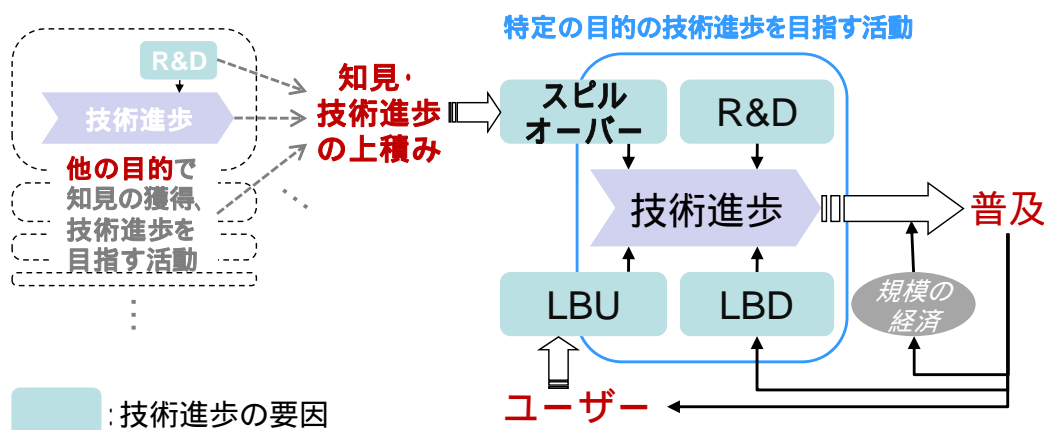 特定の目的の技術進歩を目指す活動
R&D
技術進歩
他の目的で
知見の獲得、
技術進歩を
目指す活動
知見・
技術進歩
の上積み
スピル
オーバー
R&D
技術進歩
LBU
LBD
普及
規模の
経済
ユーザー
:技術進歩の要因